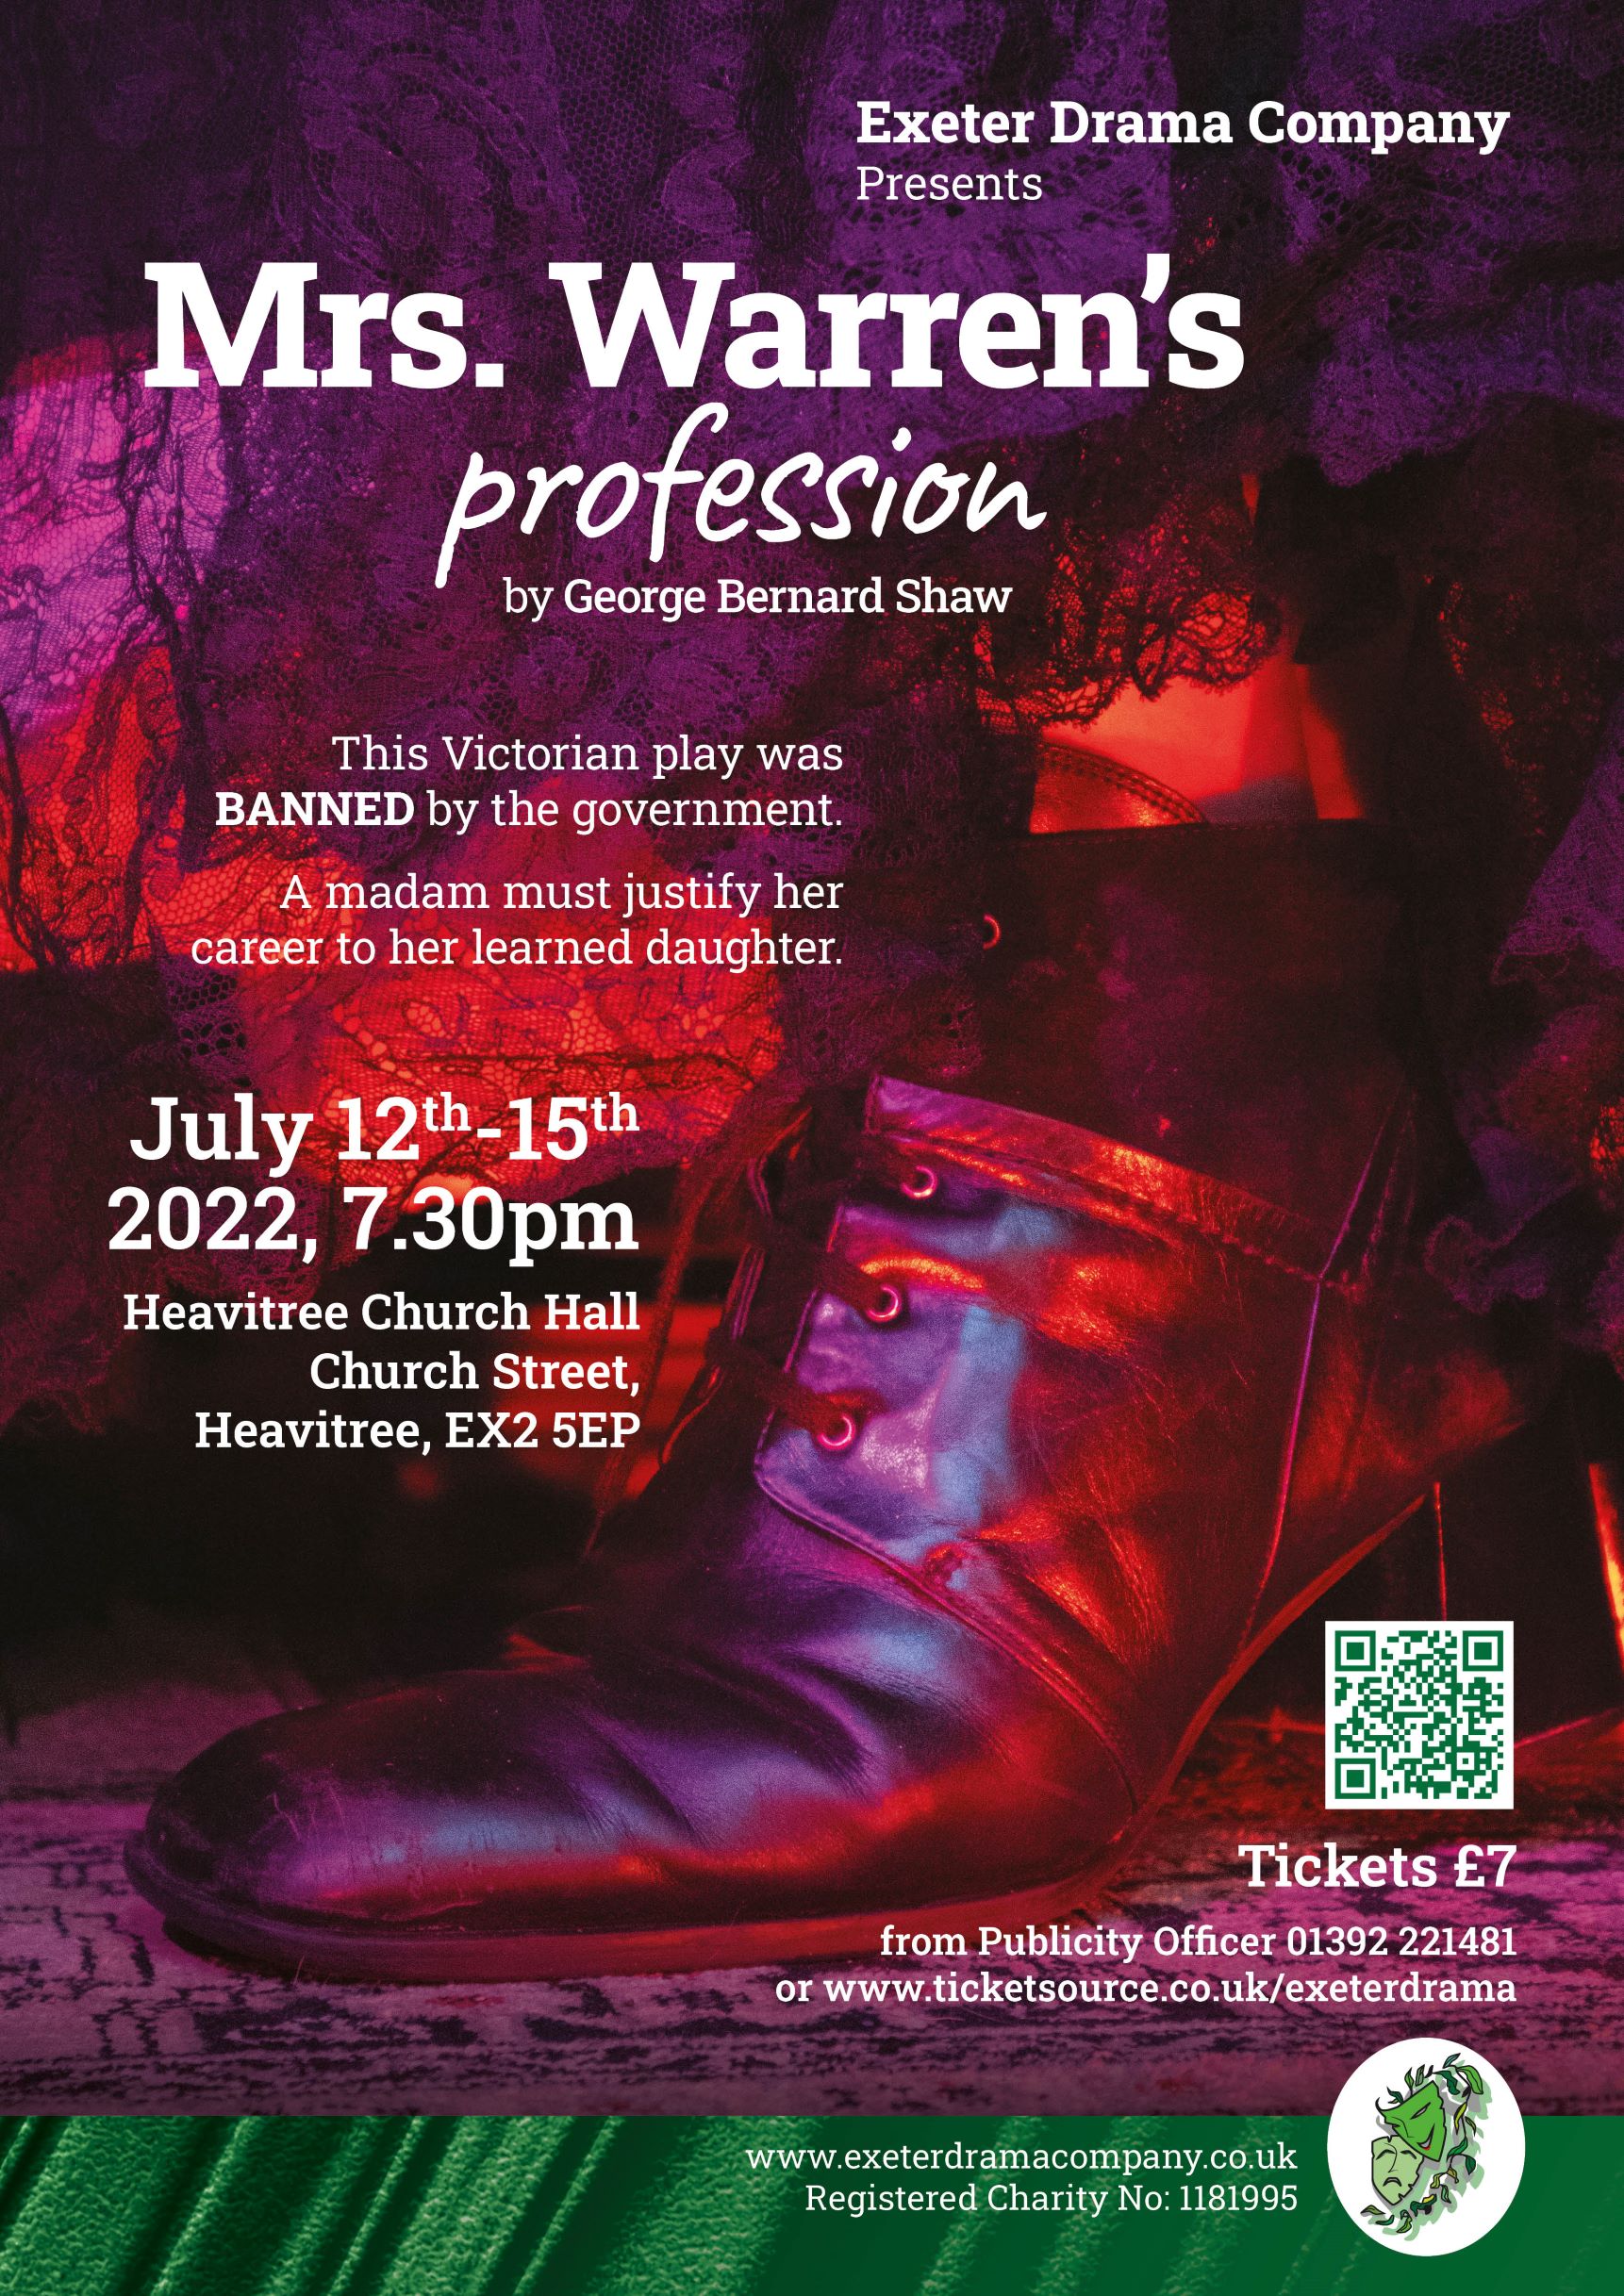 Exeter Drama Company
Presents
Mrs. Warren’s
profession
by George Bernard Shaw
This Victorian play was
BANNED by the government.
A madam must justify her
career to her learned daughter.
July 12th-15th
2022, 7.30pm
Heavitree Church Hall
Church Street,
Heavitree, EX2 5EP
Tickets £7
from Publicity Officer 01392 221481
or www.ticketsource.co.uk/exeterdrama
www.exeterdramacompany.co.uk
Registered Charity No: 1181995